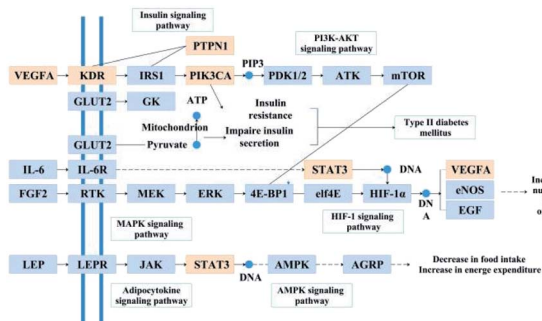 Insulin signaling
pathway
PTPN1
PI3K-AKT
signaling pathway
VEGFA
KDR
IRS1
PIK3CA
PIP3
PDK1/2
ATK
mTOR
GLUT2
GK
ATP
Insulin
resistance
Mitochondrion
Impaire insulin
secretion
Type II diabetes
mellitus
GLUT2
Pyruvate
IL-6
IL-6R
STAT3
DNA
VEGFA
FGF2
RTK
MEK
ERK
4E-BP1
elf4E
HIF-1α
DN
A
eNOS
EGF
MAPK signaling
pathway
HIF-1 signaling
pathway
LEP
LEPR
JAK
STAT3
DNA
AMPK
AGRP
Decrease in food intake
Increase in energe expenditure
Adipocytokine
signaling pathway
AMPK signaling
pathway